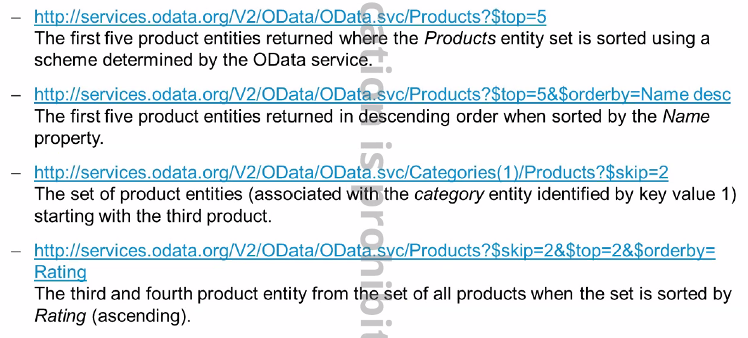 – http://services.odata.org/V2/OData/OData.svc/Products?$top=5
The first five product entities returned where the Products entity set is sorted using a
scheme determined by the OData service.
– http://services.odata.org/V2/OData/OData.svc/Products?$top=5&$orderby=Name desc
The first five product entities returned in descending order when sorted by the Name
property.
– http://services.odata.org/V2/OData/OData.svc/Categories(1)/Products?$skip=2
The set of product entities (associated with the category entity identified by key value 1)
starting with the third product.
– http://services.odata.org/V2/OData/OData.svc/Products?$skip=2&$top=2&$orderby=
Rating
The third and fourth product entity from the set of all products when the set is sorted by
Rating (ascending).
is